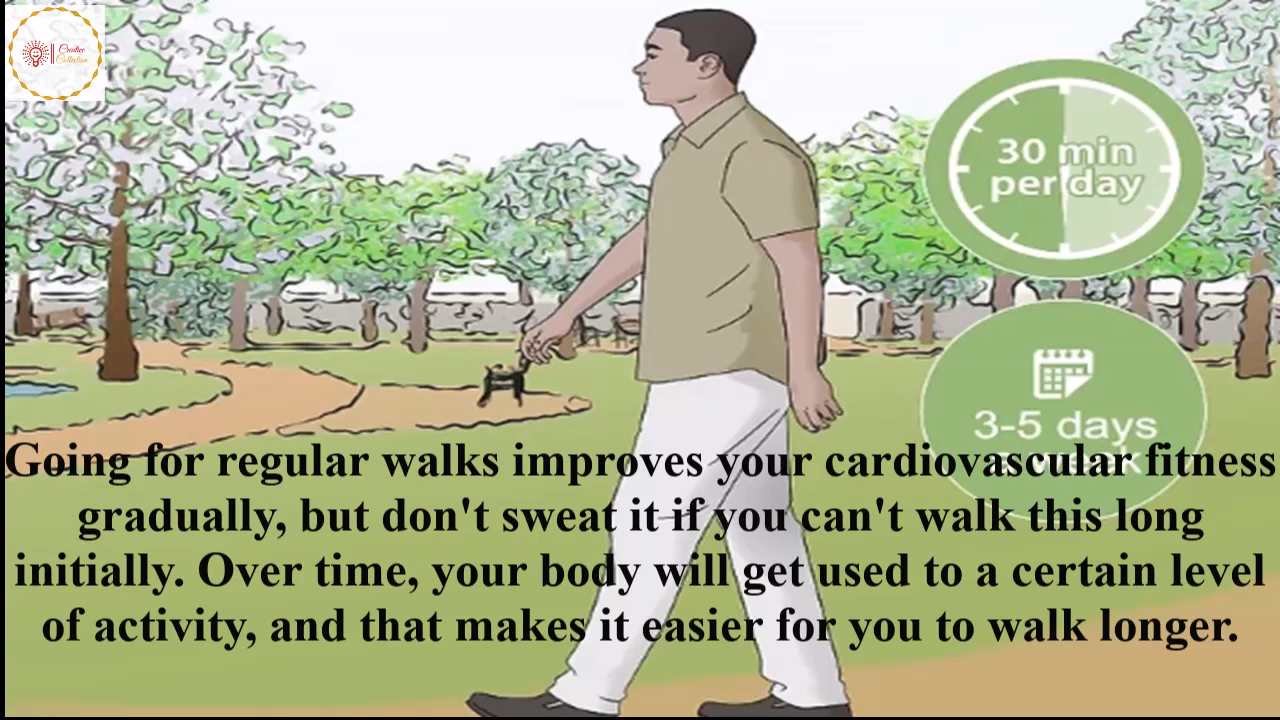 Creative
Collection
30 min
per day
3-5 days
Going for regular walks improves your cardiovascular fitness
gradually, but don't sweat it if you can't walk this long
initially. Over time, your body will get used to a certain level
of activity, and that makes it easier for you to walk longer.